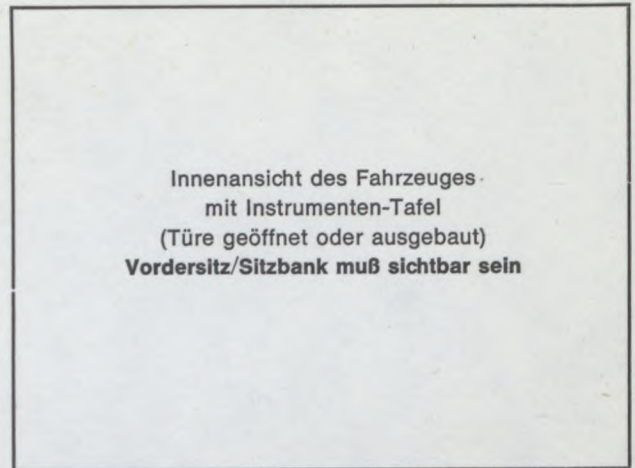 Innenansicht des Fahrzeuges
mit Instrumenten-Tafel
(Türe geöffnet oder ausgebaut)
Vordersitz/Sitzbank muß sichtbar sein